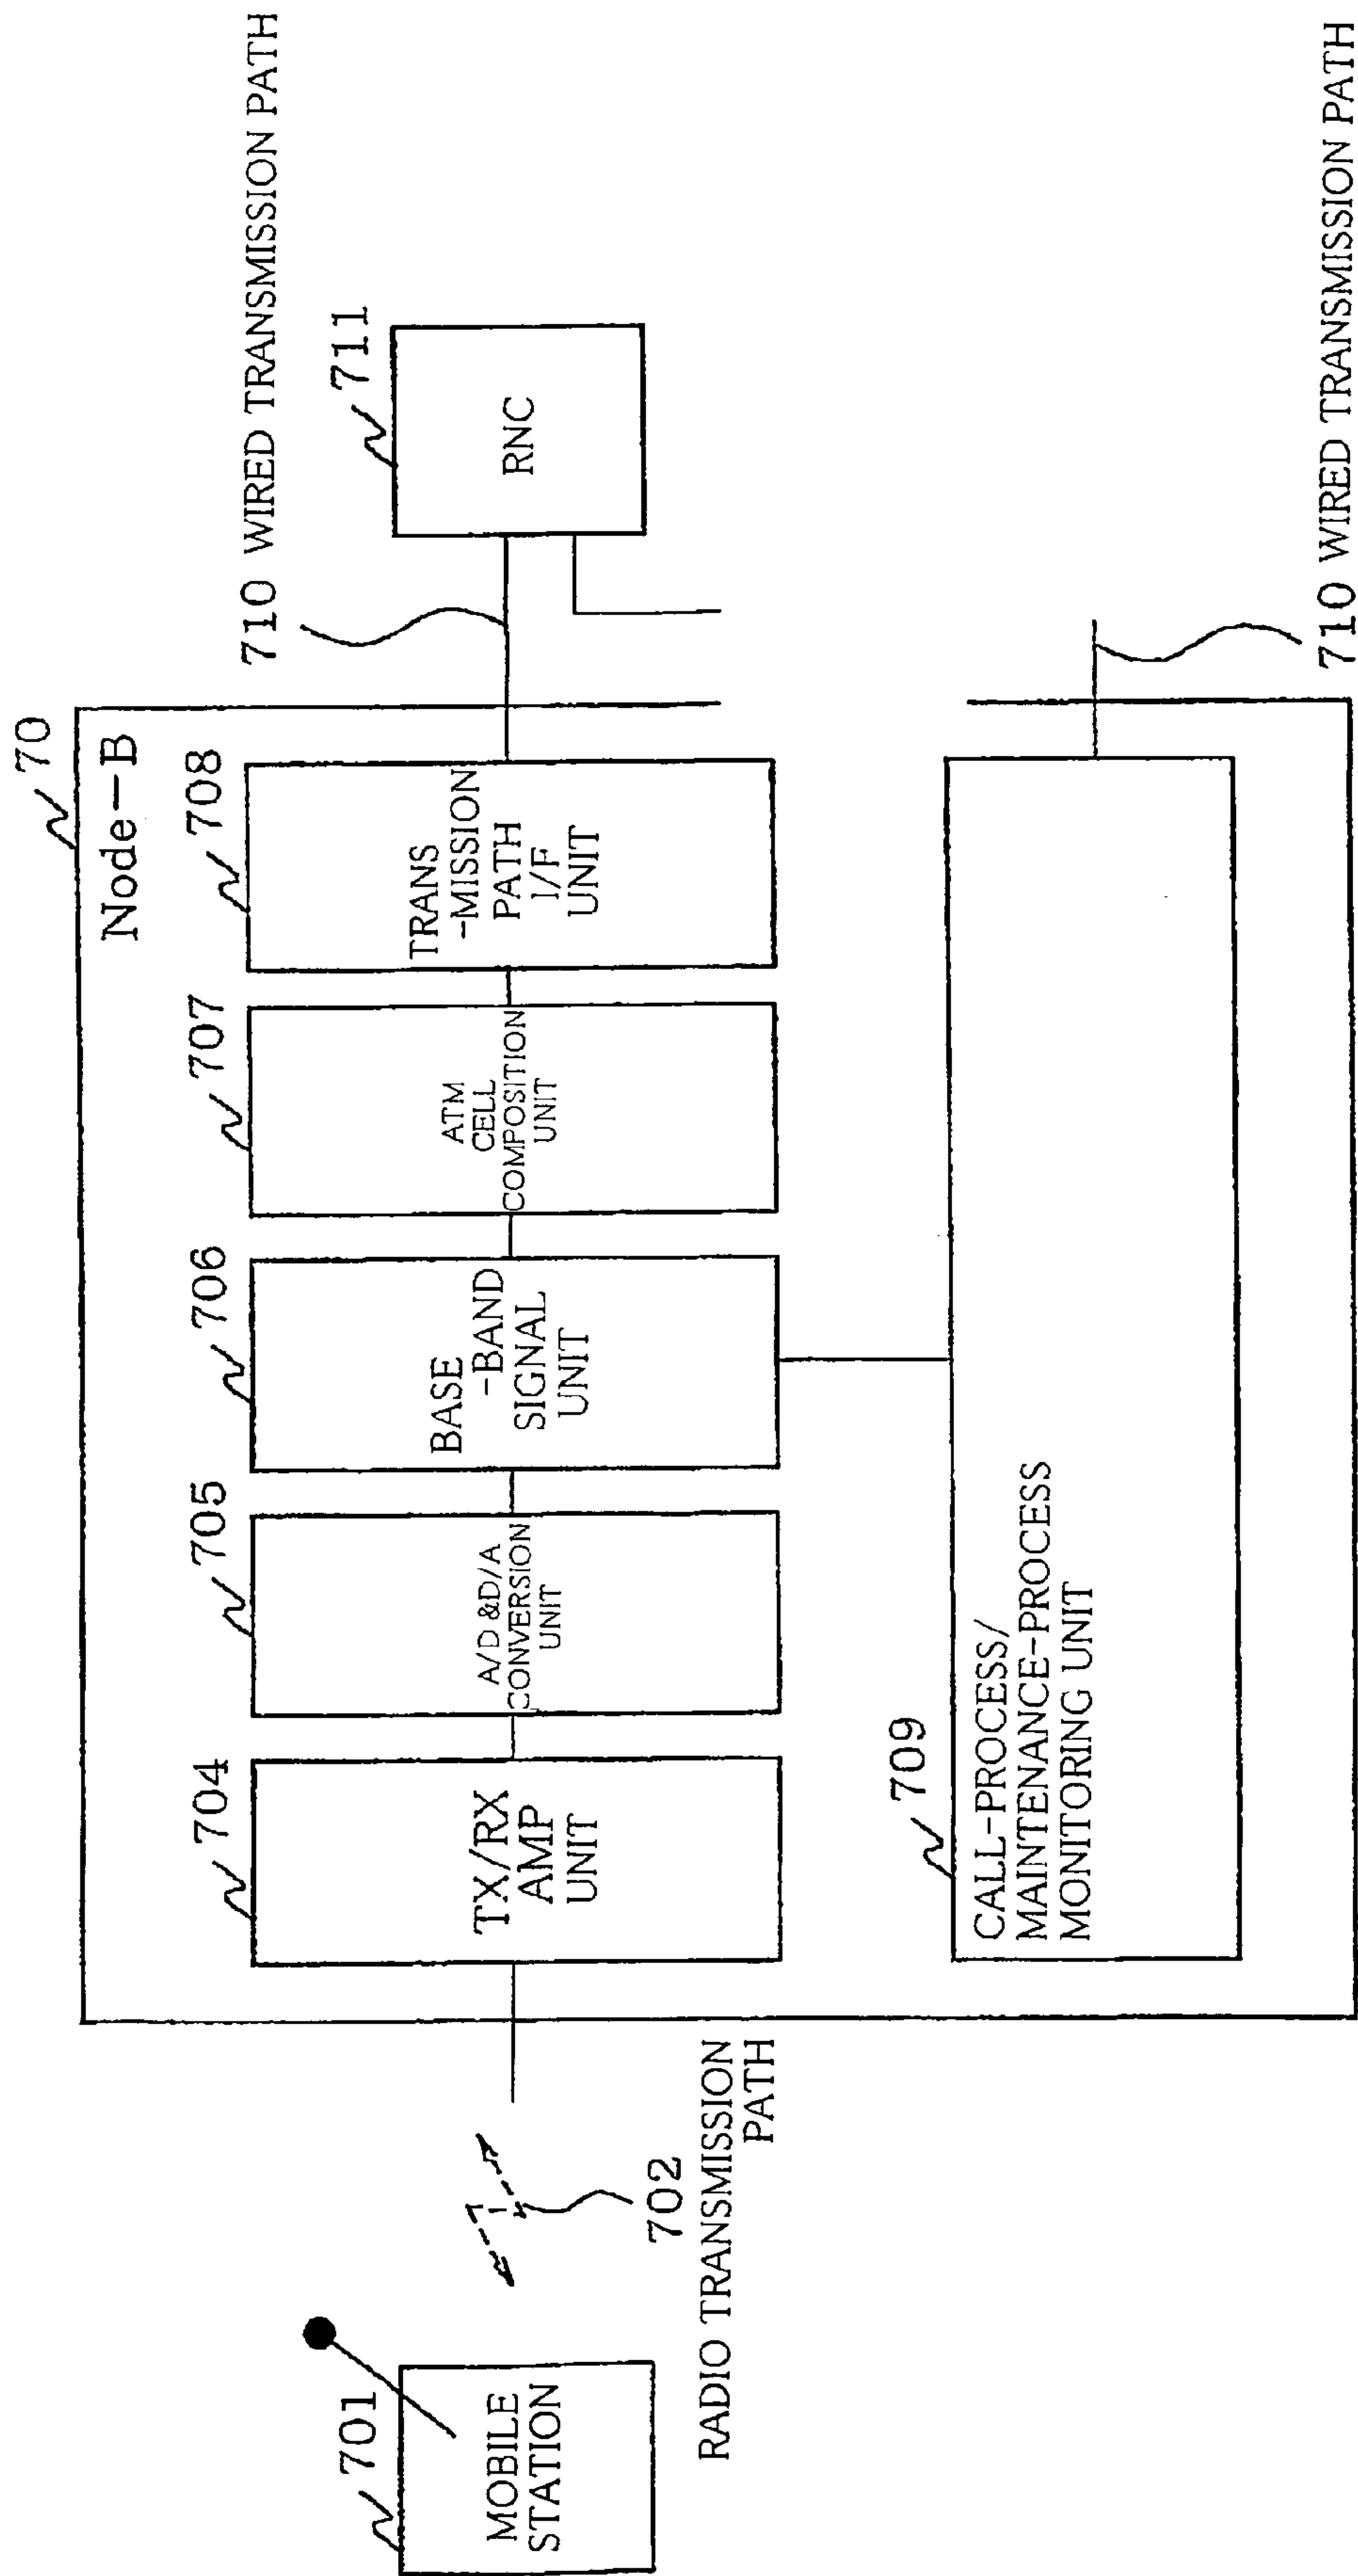 70
Node-B
701
MOBILE
STATION
702
RADIO TRANSMISSION
PATH
704
TX/RX
AMP
UNIT
705
A/D &D/A
CONVERSION
UNIT
706
BASE
-BAND
SIGNAL
UNIT
707
ATM
CELL
COMPOSITION
UNIT
708
TRANS
-MISSION
PATH
I/F
UNIT
710 WIRED TRANSMISSION PATH
711
RNC
709
CALL-PROCESS/
MAINTENANCE-PROCESS
MONITORING UNIT
710 WIRED TRANSMISSION PATH